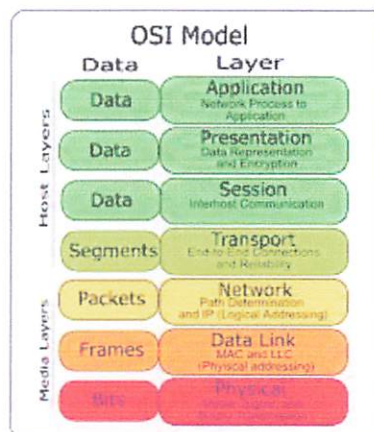 OSI Model
Data Layer
Host Layers
Data Application
Network Process to
Application
Data Presentation
Data Representation
and Encryption
Data Session
Interhost Communication
Segments Transport
End-to-End Connections
and Reliability
Media Layers
Packets Network
Path Determination
and IP (Logical Addressing)
Frames Data Link
MAC and LLC
(Physical addressing)
Bits Physical